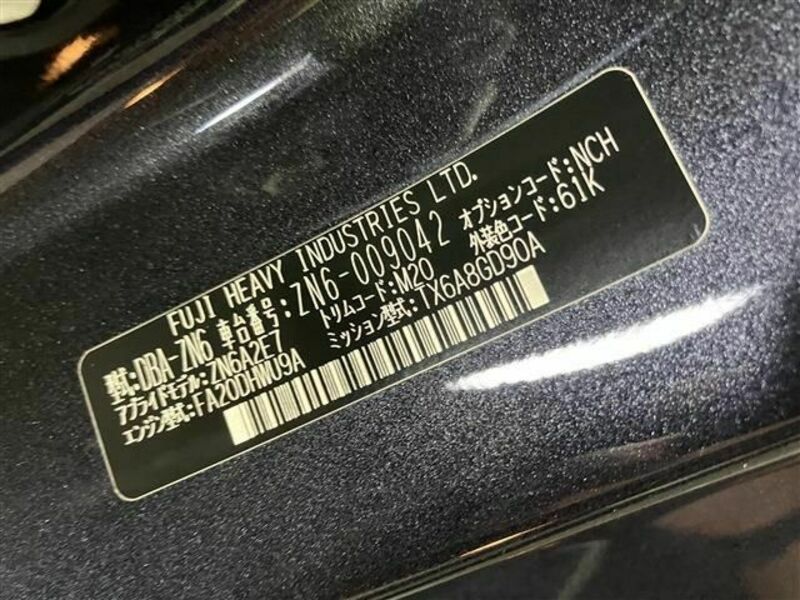 FUJI HEAVY INDUSTRIES LTD.
型式:DBA-ZN6 車台番号:ZN6-009042
アプライドモデル:ZN6A2E7 トリムコード:M20 オプションコード:NCH
エンジン型式:FA20DHWU9A ミッション型式:TX6A8GD90A 外装色コード:61K